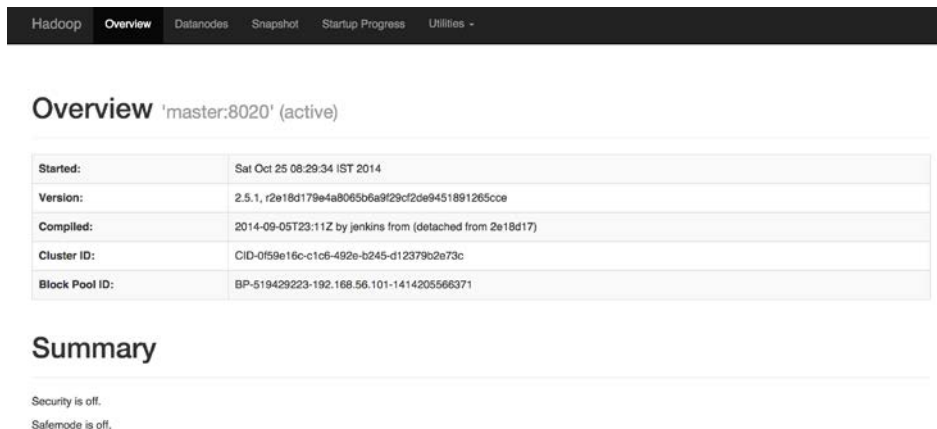 Hadoop Overview Datanodes Snapshot Startup Progress Utilities -
Overview 'master:8020' (active)
Started: Sat Oct 25 08:29:34 IST 2014
Version: 2.5.1, r2e18d179e4a8065b6a9f29cf2de9451891265cce
Compiled: 2014-09-05T23:11Z by jenkins from (detached from 2e18d17)
Cluster ID: CID-0f59e16c-c1c6-492e-b245-d12379b2e73c
Block Pool ID: BP-519429223-192.168.56.101-1414205566371
Summary
Security is off.
Safemode is off.